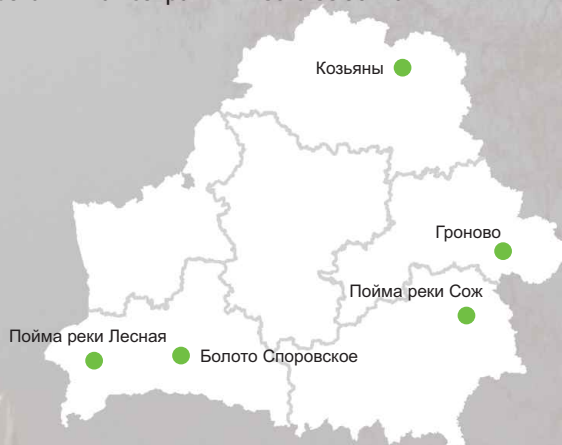 Козьяны
Гроново
Пойма реки Сож
Пойма реки Лесная
Болото Споровское